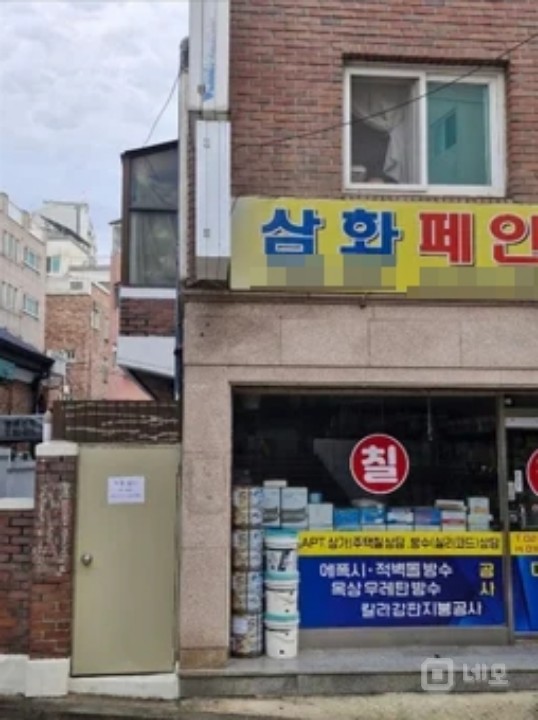 삼화페인
칠
APT.상가(주택칠상담.방수(실리코드)상담
에폭시·적벽돌방수 공
옥상우레탄방수 사
칼라강판지붕공사
네모